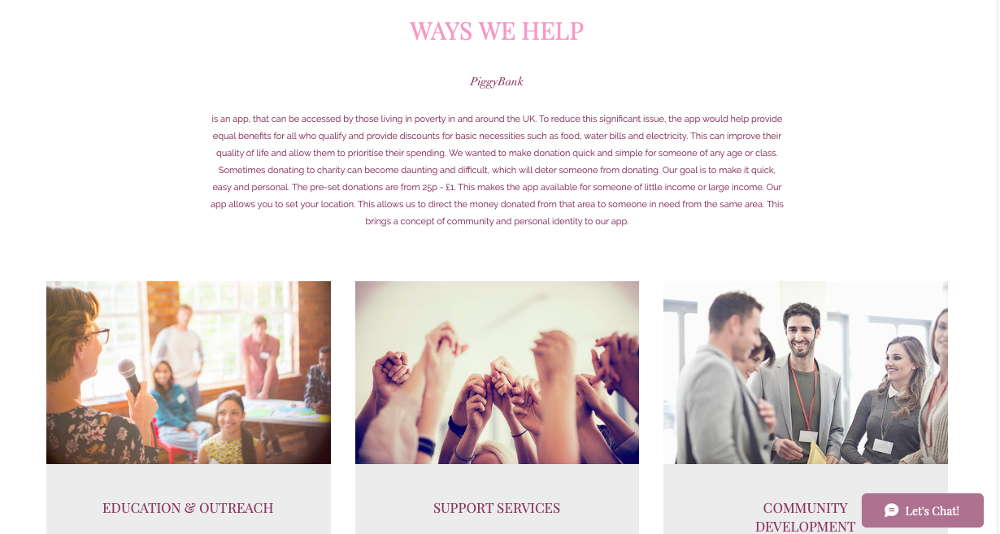 WAYS WE HELP
PiggyBank
is an app, that can be accessed by those living in poverty in and around the UK. To reduce this significant issue, the app would help provide
equal benefits for all who qualify and provide discounts for basic necessities such as food, water bills and electricity. This can improve their
quality of life and allow them to prioritise their spending. We wanted to make donation quick and simple for someone of any age or class.
Sometimes donating to charity can become daunting and difficult, which will deter someone from donating. Our goal is to make it quick,
easy and personal. The pre-set donations are from 25p - £1. This makes the app available for someone of little income or large income. Our
app allows you to set your location. This allows us to direct the money donated from that area to someone in need from the same area. This
brings a concept of community and personal identity to our app.
EDUCATION & OUTREACH
SUPPORT SERVICES
COMMUNITY
DEVELOPMENT
Let's Chat!